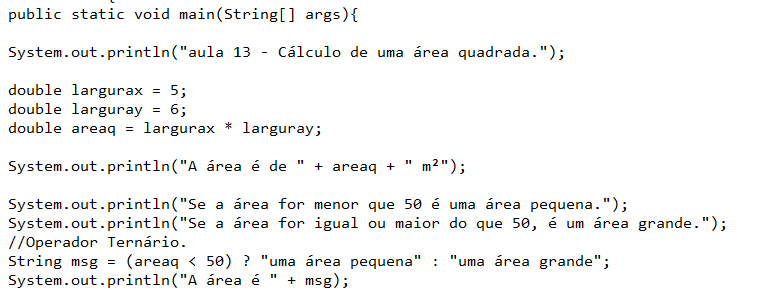 public static void main(String[] args){
System.out.println("aula 13 - Cálculo de uma área quadrada.");
double largurax = 5;
double larguray = 6;
double areaq = largurax * larguray;
System.out.println("A área é de " + areaq + " m²");
System.out.println("Se a área for menor que 50 é uma área pequena.");
System.out.println("Se a área for igual ou maior do que 50, é um área grande.");
//Operador Ternário.
String msg = (areaq < 50) ? "uma área pequena" : "uma área grande";
System.out.println("A área é " + msg);